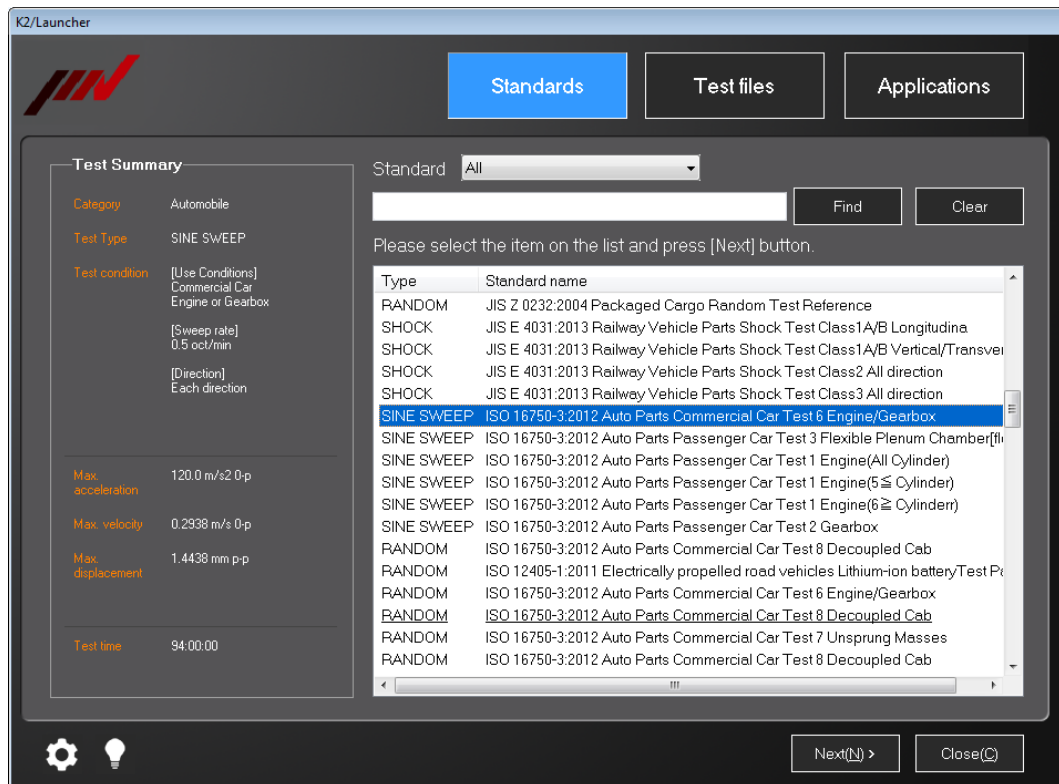 K2/Launcher
Standards
Test files
Applications
Test Summary
Category Automobile
Test Type SINE SWEEP
Test condition [Use Conditions]
Commercial Car
Engine or Gearbox
[Sweep rate]
0.5 oct/min
[Direction]
Each direction
Max. acceleration 120.0 m/s2 0-p
Max. velocity 0.2938 m/s 0-p
Max. displacement 1.4438 mm p-p
Test time 94:00:00
Standard All
Find
Clear
Please select the item on the list and press [Next] button.
Type Standard name
RANDOM JIS Z 0232:2004 Packaged Cargo Random Test Reference
SHOCK JIS E 4031:2013 Railway Vehicle Parts Shock Test Class1A/B Longitudina
SHOCK JIS E 4031:2013 Railway Vehicle Parts Shock Test Class1A/B Vertical/Transver
SHOCK JIS E 4031:2013 Railway Vehicle Parts Shock Test Class2 All direction
SHOCK JIS E 4031:2013 Railway Vehicle Parts Shock Test Class3 All direction
SINE SWEEP ISO 16750-3:2012 Auto Parts Commercial Car Test 6 Engine/Gearbox
SINE SWEEP ISO 16750-3:2012 Auto Parts Passenger Car Test 3 Flexible Plenum Chamber[fl
SINE SWEEP ISO 16750-3:2012 Auto Parts Passenger Car Test 1 Engine(All Cylinder)
SINE SWEEP ISO 16750-3:2012 Auto Parts Passenger Car Test 1 Engine(5≦ Cylinder)
SINE SWEEP ISO 16750-3:2012 Auto Parts Passenger Car Test 1 Engine(6≧ Cylinderr)
SINE SWEEP ISO 16750-3:2012 Auto Parts Passenger Car Test 2 Gearbox
RANDOM ISO 16750-3:2012 Auto Parts Commercial Car Test 8 Decoupled Cab
RANDOM ISO 12405-1:2011 Electrically propelled road vehicles Lithium-ion batteryTest Pa
RANDOM ISO 16750-3:2012 Auto Parts Commercial Car Test 6 Engine/Gearbox
RANDOM ISO 16750-3:2012 Auto Parts Commercial Car Test 8 Decoupled Cab
RANDOM ISO 16750-3:2012 Auto Parts Commercial Car Test 7 Unsprung Masses
RANDOM ISO 16750-3:2012 Auto Parts Commercial Car Test 8 Decoupled Cab
Next(N) >
Close(C)